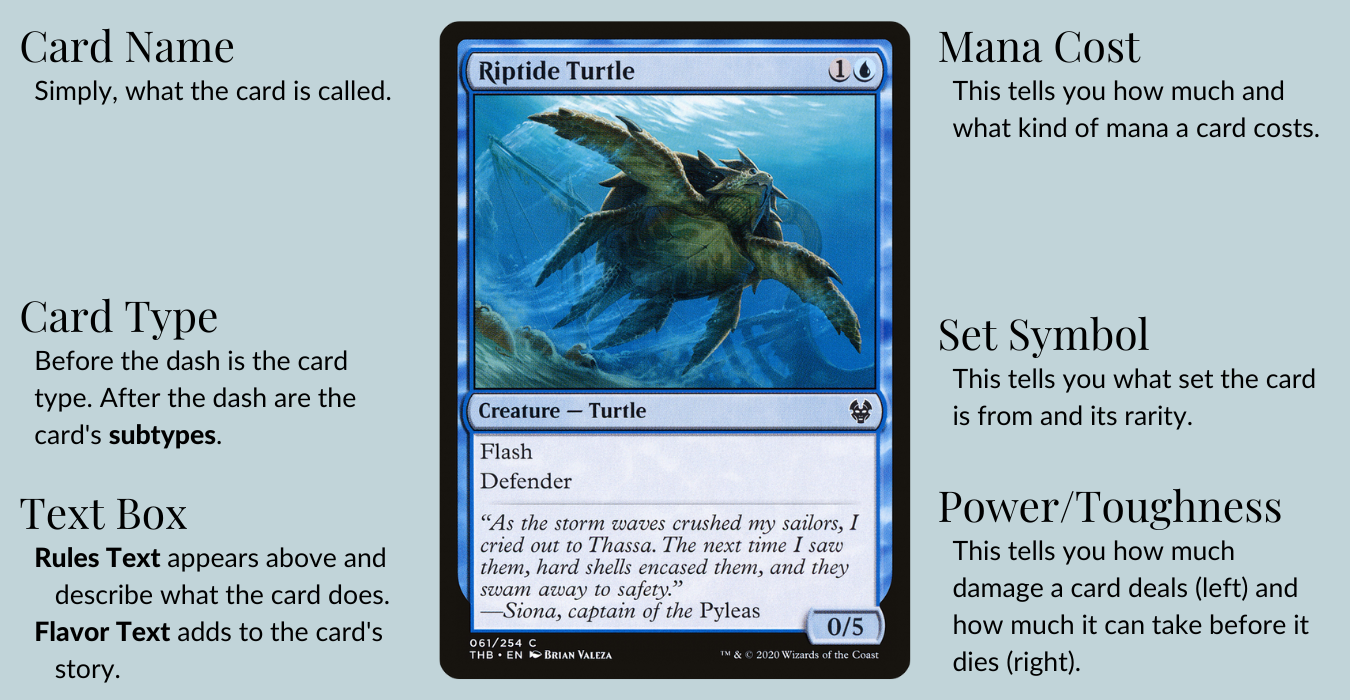 Card Name
Simply, what the card is called.
Card Type
Before the dash is the card
type. After the dash are the
card's subtypes.
Text Box
Rules Text appears above and
describe what the card does.
Flavor Text adds to the card's
story.
Riptide Turtle 1
Creature — Turtle
Flash
Defender
“As the storm waves crushed my sailors, I
cried out to Thassa. The next time I saw
them, hard shells encased them, and they
swam away to safety.”
—Siona, captain of the Pyleas
0/5
061/254 C
THB • EN Brian Valeza
™ & © 2020 Wizards of the Coast
Mana Cost
This tells you how much and
what kind of mana a card costs.
Set Symbol
This tells you what set the card
is from and its rarity.
Power/Toughness
This tells you how much
damage a card deals (left) and
how much it can take before it
dies (right).